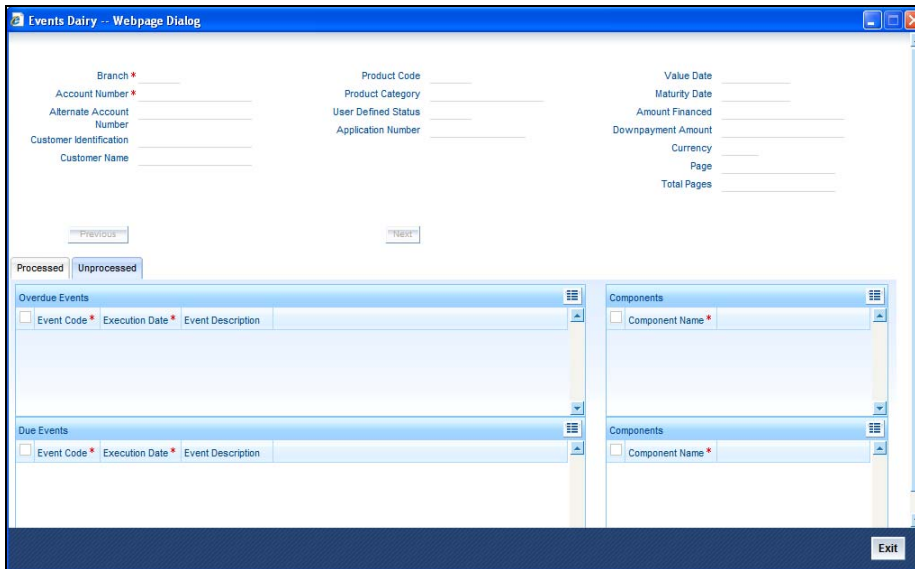 Events Dairy -- Webpage Dialog
Branch *
Account Number *
Alternate Account
Number
Customer Identification
Customer Name
Product Code
Product Category
User Defined Status
Application Number
Value Date
Maturity Date
Amount Financed
Downpayment Amount
Currency
Page
Total Pages
Previous Next
Processed Unprocessed
Overdue Events
Event Code * Execution Date * Event Description
Components
Component Name *
Due Events
Event Code * Execution Date * Event Description
Components
Component Name *
Exit